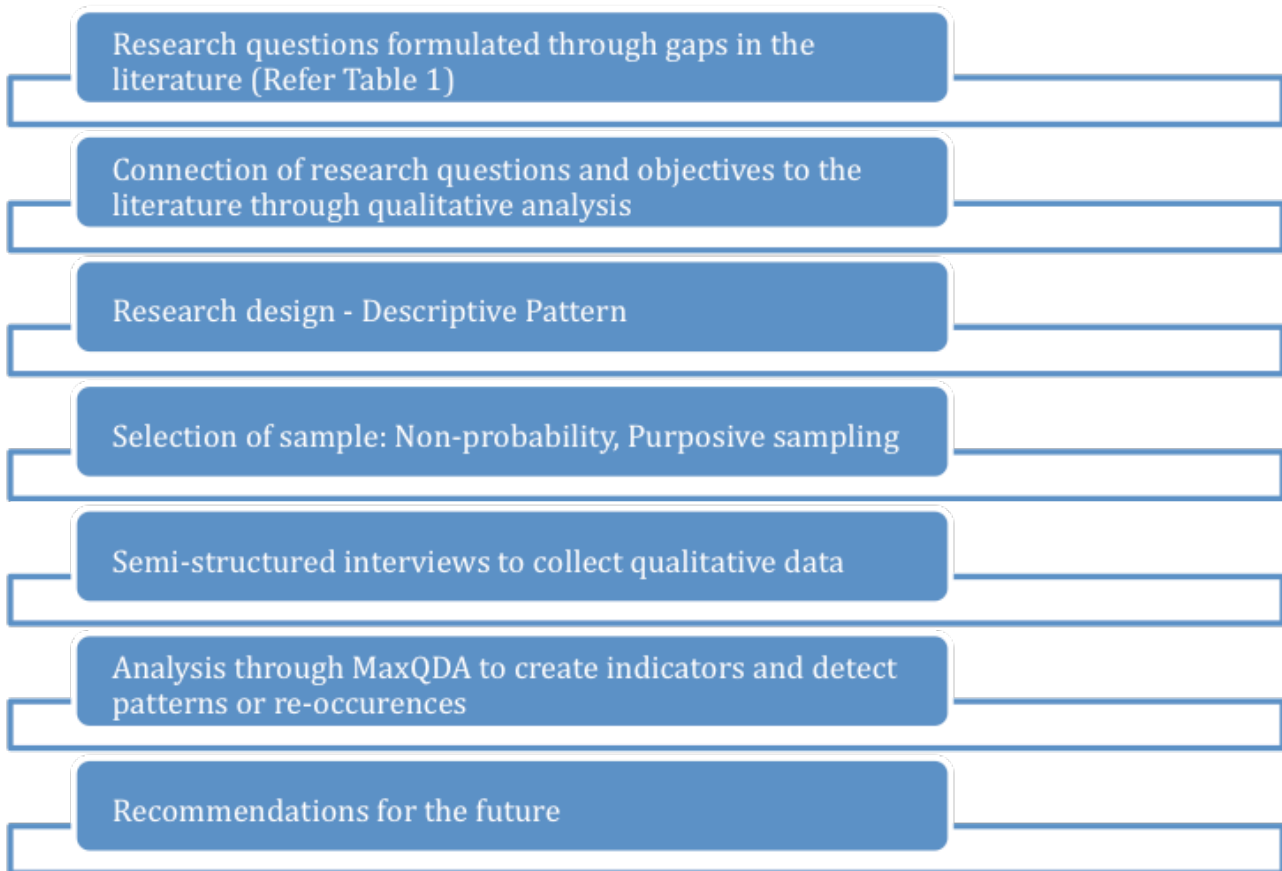 Research questions formulated through gaps in the
literature (Refer Table 1)
Connection of research questions and objectives to the
literature through qualitative analysis
Research design - Descriptive Pattern
Selection of sample: Non-probability, Purposive sampling
Semi-structured interviews to collect qualitative data
Analysis through MaxQDA to create indicators and detect
patterns or re-occurences
Recommendations for the future